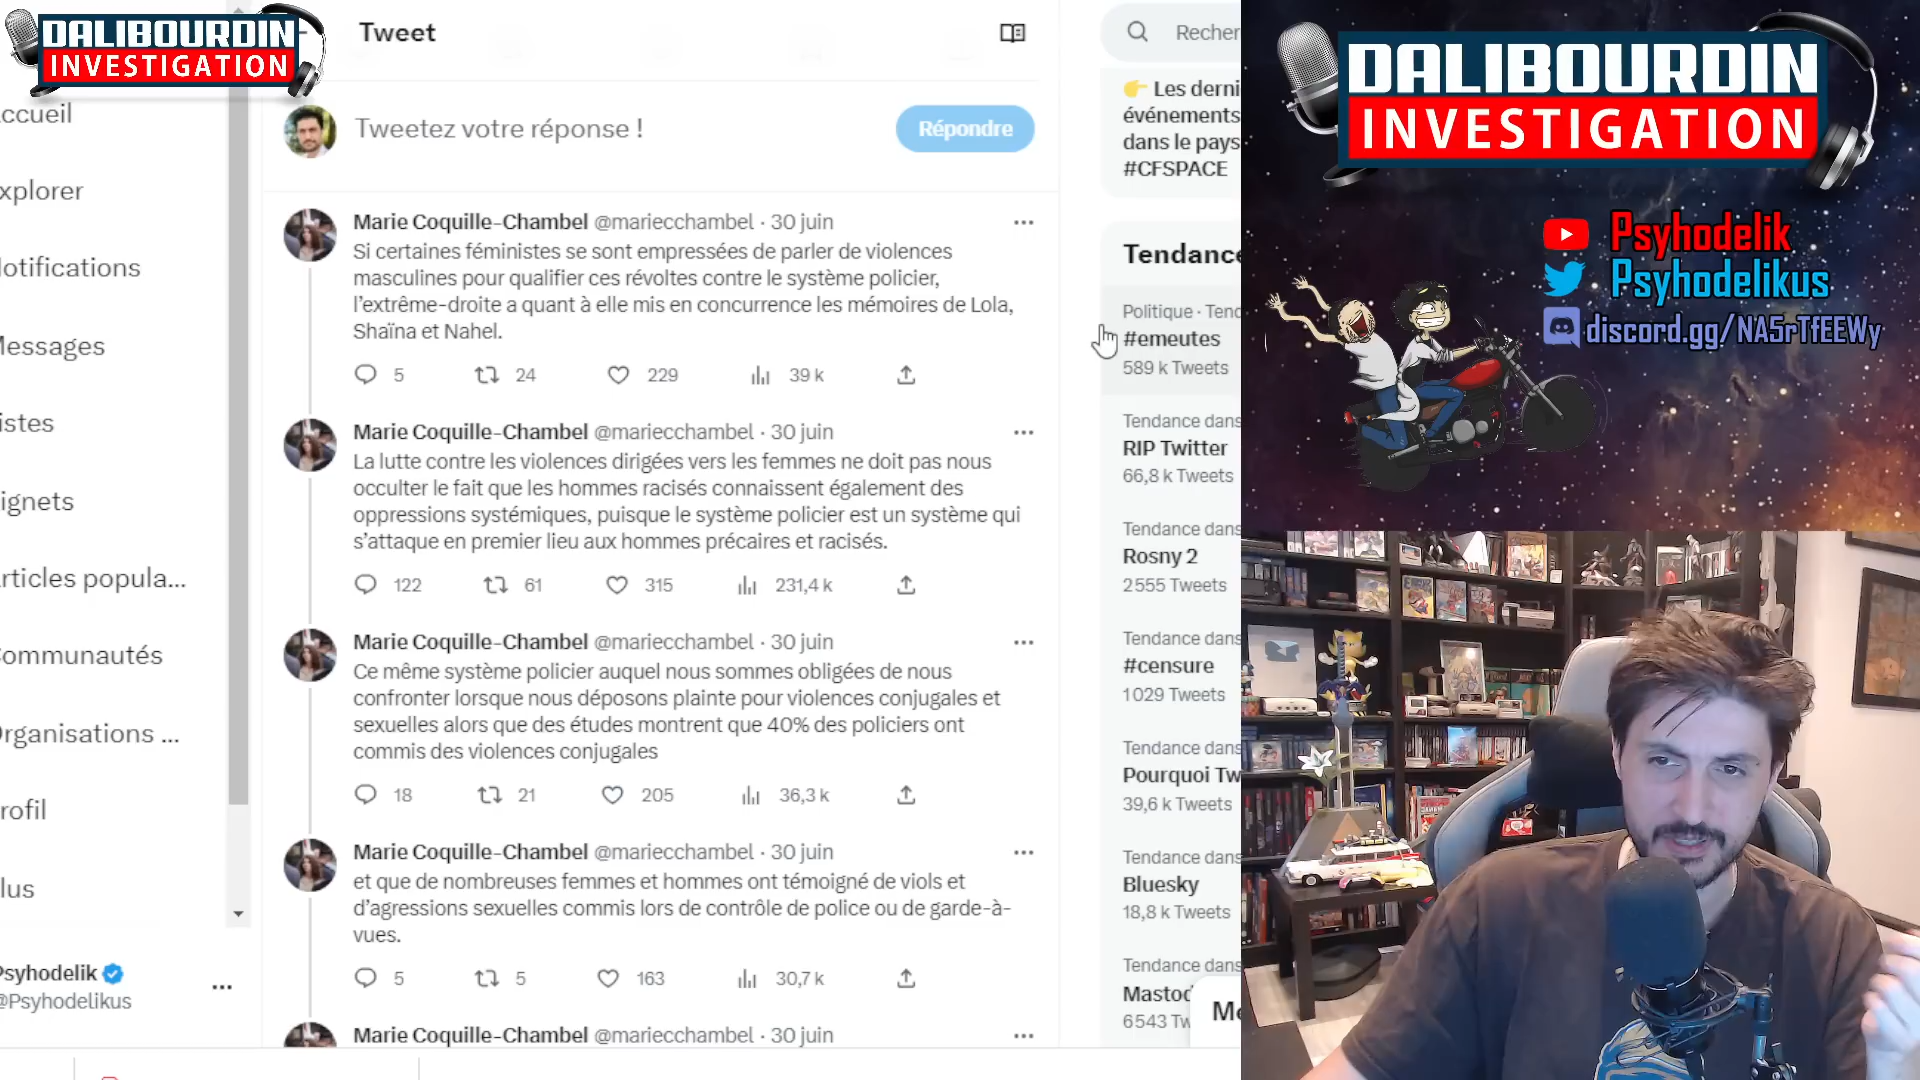 DALIBOURDIN
INVESTIGATION
ccueil
xplorer
lotifications
lessages
istes
ignets
rticles popula...
ommunautés
rganisations ...
rofil
lus
Psyhodelik
@Psyhodelikus
...
Tweet
Tweetez votre réponse !
Répondre
Marie Coquille-Chambel @mariecchambel · 30 juin
Si certaines féministes se sont empressées de parler de violences
masculines pour qualifier ces révoltes contre le système policier,
l'extrême-droite a quant à elle mis en concurrence les mémoires de Lola,
Shaïna et Nahel.
5 24 229 39 k
Marie Coquille-Chambel @mariecchambel · 30 juin
La lutte contre les violences dirigées vers les femmes ne doit pas nous
occulter le fait que les hommes racisés connaissent également des
oppressions systémiques, puisque le système policier est un système qui
s'attaque en premier lieu aux hommes précaires et racisés.
122 61 315 231,4 k
Marie Coquille-Chambel @mariecchambel · 30 juin
Ce même système policier auquel nous sommes obligées de nous
confronter lorsque nous déposons plainte pour violences conjugales et
sexuelles alors que des études montrent que 40% des policiers ont
commis des violences conjugales
18 21 205 36,3 k
Marie Coquille-Chambel @mariecchambel · 30 juin
et que de nombreuses femmes et hommes ont témoigné de viols et
d'agressions sexuelles commis lors de contrôle de police ou de garde-à-
vues.
5 5 163 30,7 k
Marie Coquille-Chambel @mariecchambel · 30 juin
Recher
Les derni
événements
dans le pays
#CFSPACE
Tendance
Politique · Tend
#emeutes
589 k Tweets
Tendance dans
RIP Twitter
66,8 k Tweets
Tendance dans
Rosny 2
2 555 Tweets
Tendance dans
#censure
1 029 Tweets
Tendance dans
Pourquoi Tw
39,6 k Tweets
Tendance dans
Bluesky
18,8 k Tweets
Tendance dans
Mastod
6 543 Tw
Me
DALIBOURDIN
INVESTIGATION
Psyhodelik
Psyhodelikus
discord.gg/NA5rTfEEWy